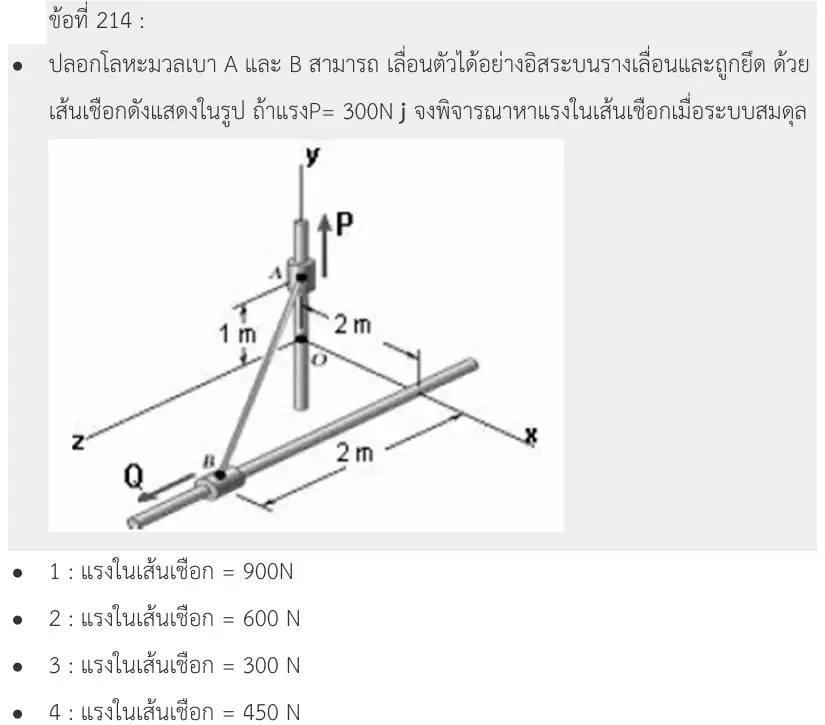 ข้อที่ 214 :
ปลอกโลหะมวลเบา A และ B สามารถ เลื่อนตัวได้อย่างอิสระบนรางเลื่อนและถูกยึด ด้วย
เส้นเชือกดังแสดงในรูป ถ้าแรงP= 300N j จงพิจารณาหาแรงในเส้นเชือกเมื่อระบบสมดุล
y
P
A
2 m
1 m
O
z
x
B
2 m
Q
1 : แรงในเส้นเชือก = 900N
2 : แรงในเส้นเชือก = 600 N
3 : แรงในเส้นเชือก = 300 N
4 : แรงในเส้นเชือก = 450 N